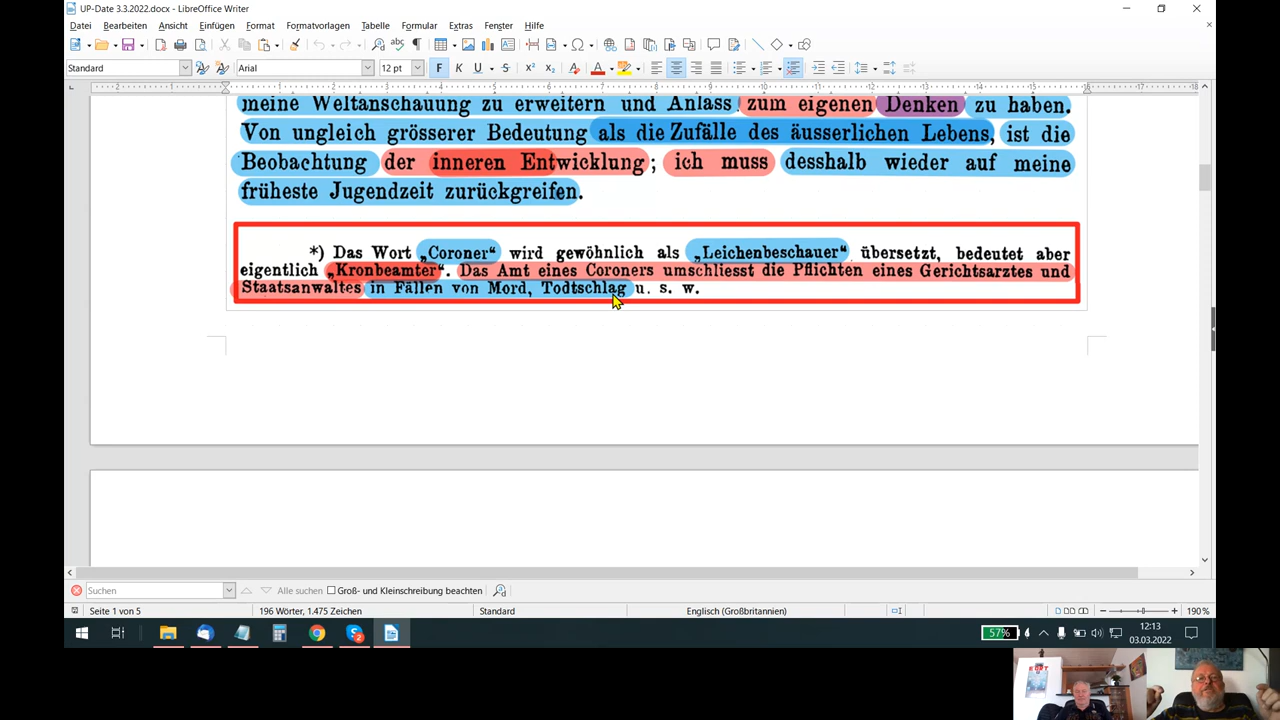 UP-Date 3.3.2022.docx - LibreOffice Writer
Datei Bearbeiten Ansicht Einfügen Format Formatvorlagen Tabelle Formular Extras Fenster Hilfe
Standard Arial 12 pt F K U S
meine Weltanschauung zu erweitern und Anlass zum eigenen Denken zu haben.
Von ungleich grösserer Bedeutung als die Zufälle des äusserlichen Lebens, ist die
Beobachtung der inneren Entwicklung; ich muss desshalb wieder auf meine
früheste Jugendzeit zurückgreifen.
*) Das Wort „Coroner“ wird gewöhnlich als „Leichenbeschauer“ übersetzt, bedeutet aber
eigentlich „Kronbeamter“. Das Amt eines Coroners umschliesst die Pflichten eines Gerichtsarztes und
Staatsanwaltes in Fällen von Mord, Todtschlag u. s. w.
Suchen Alle suchen Groß- und Kleinschreibung beachten
Seite 1 von 5 196 Wörter, 1.475 Zeichen Standard Englisch (Großbritannien) 190%
57% 12:13
03.03.2022